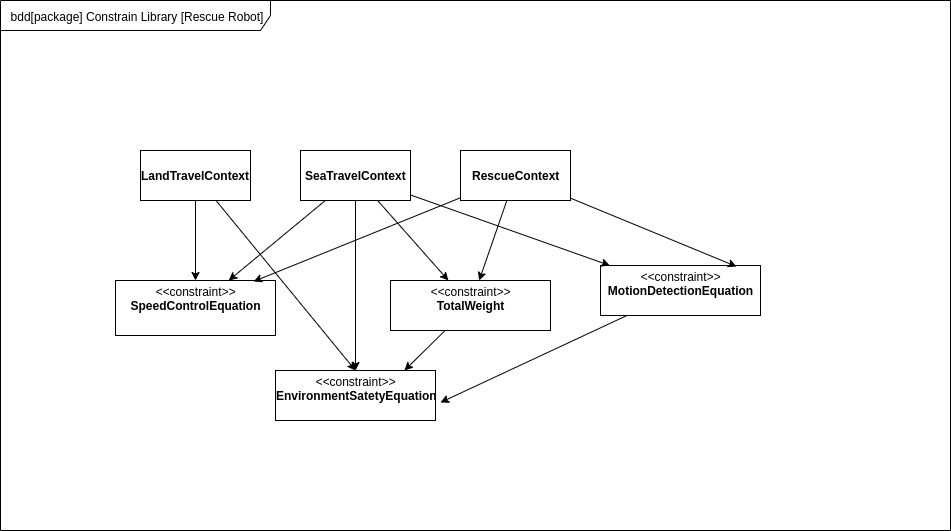 bdd[package] Constrain Library [Rescue Robot]
LandTravelContext
SeaTravelContext
RescueContext
<<constraint>>
SpeedControlEquation
<<constraint>>
TotalWeight
<<constraint>>
MotionDetectionEquation
<<constraint>>
EnvironmentSatetyEquation